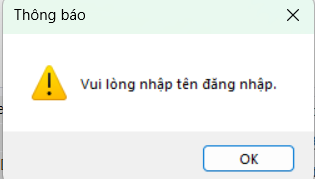 Thông báo
Vui lòng nhập tên đăng nhập.
OK